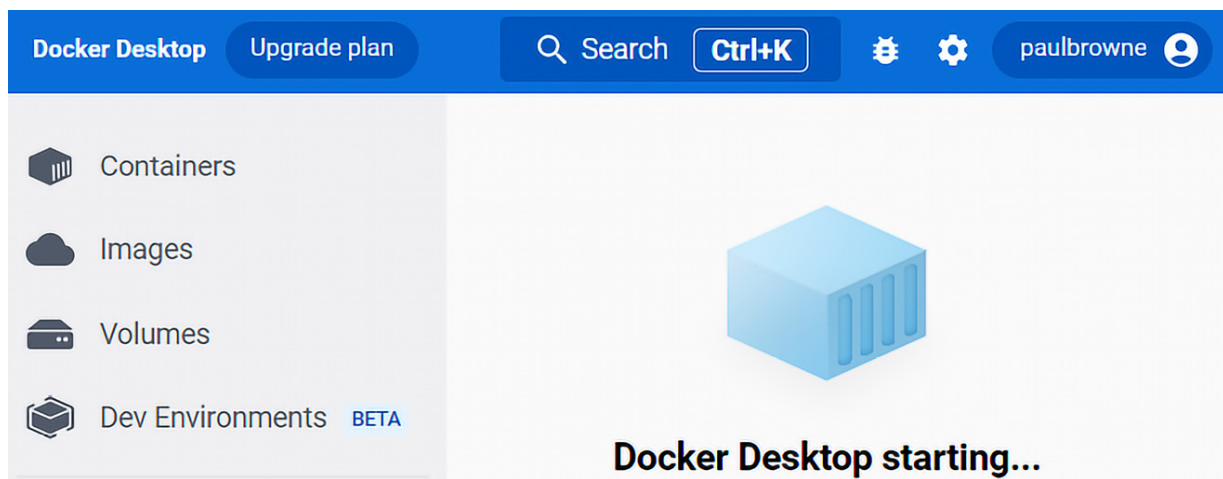 Docker Desktop Upgrade plan Search Ctrl+K paulbrowne
Containers
Images
Volumes
Dev Environments BETA
Docker Desktop starting...